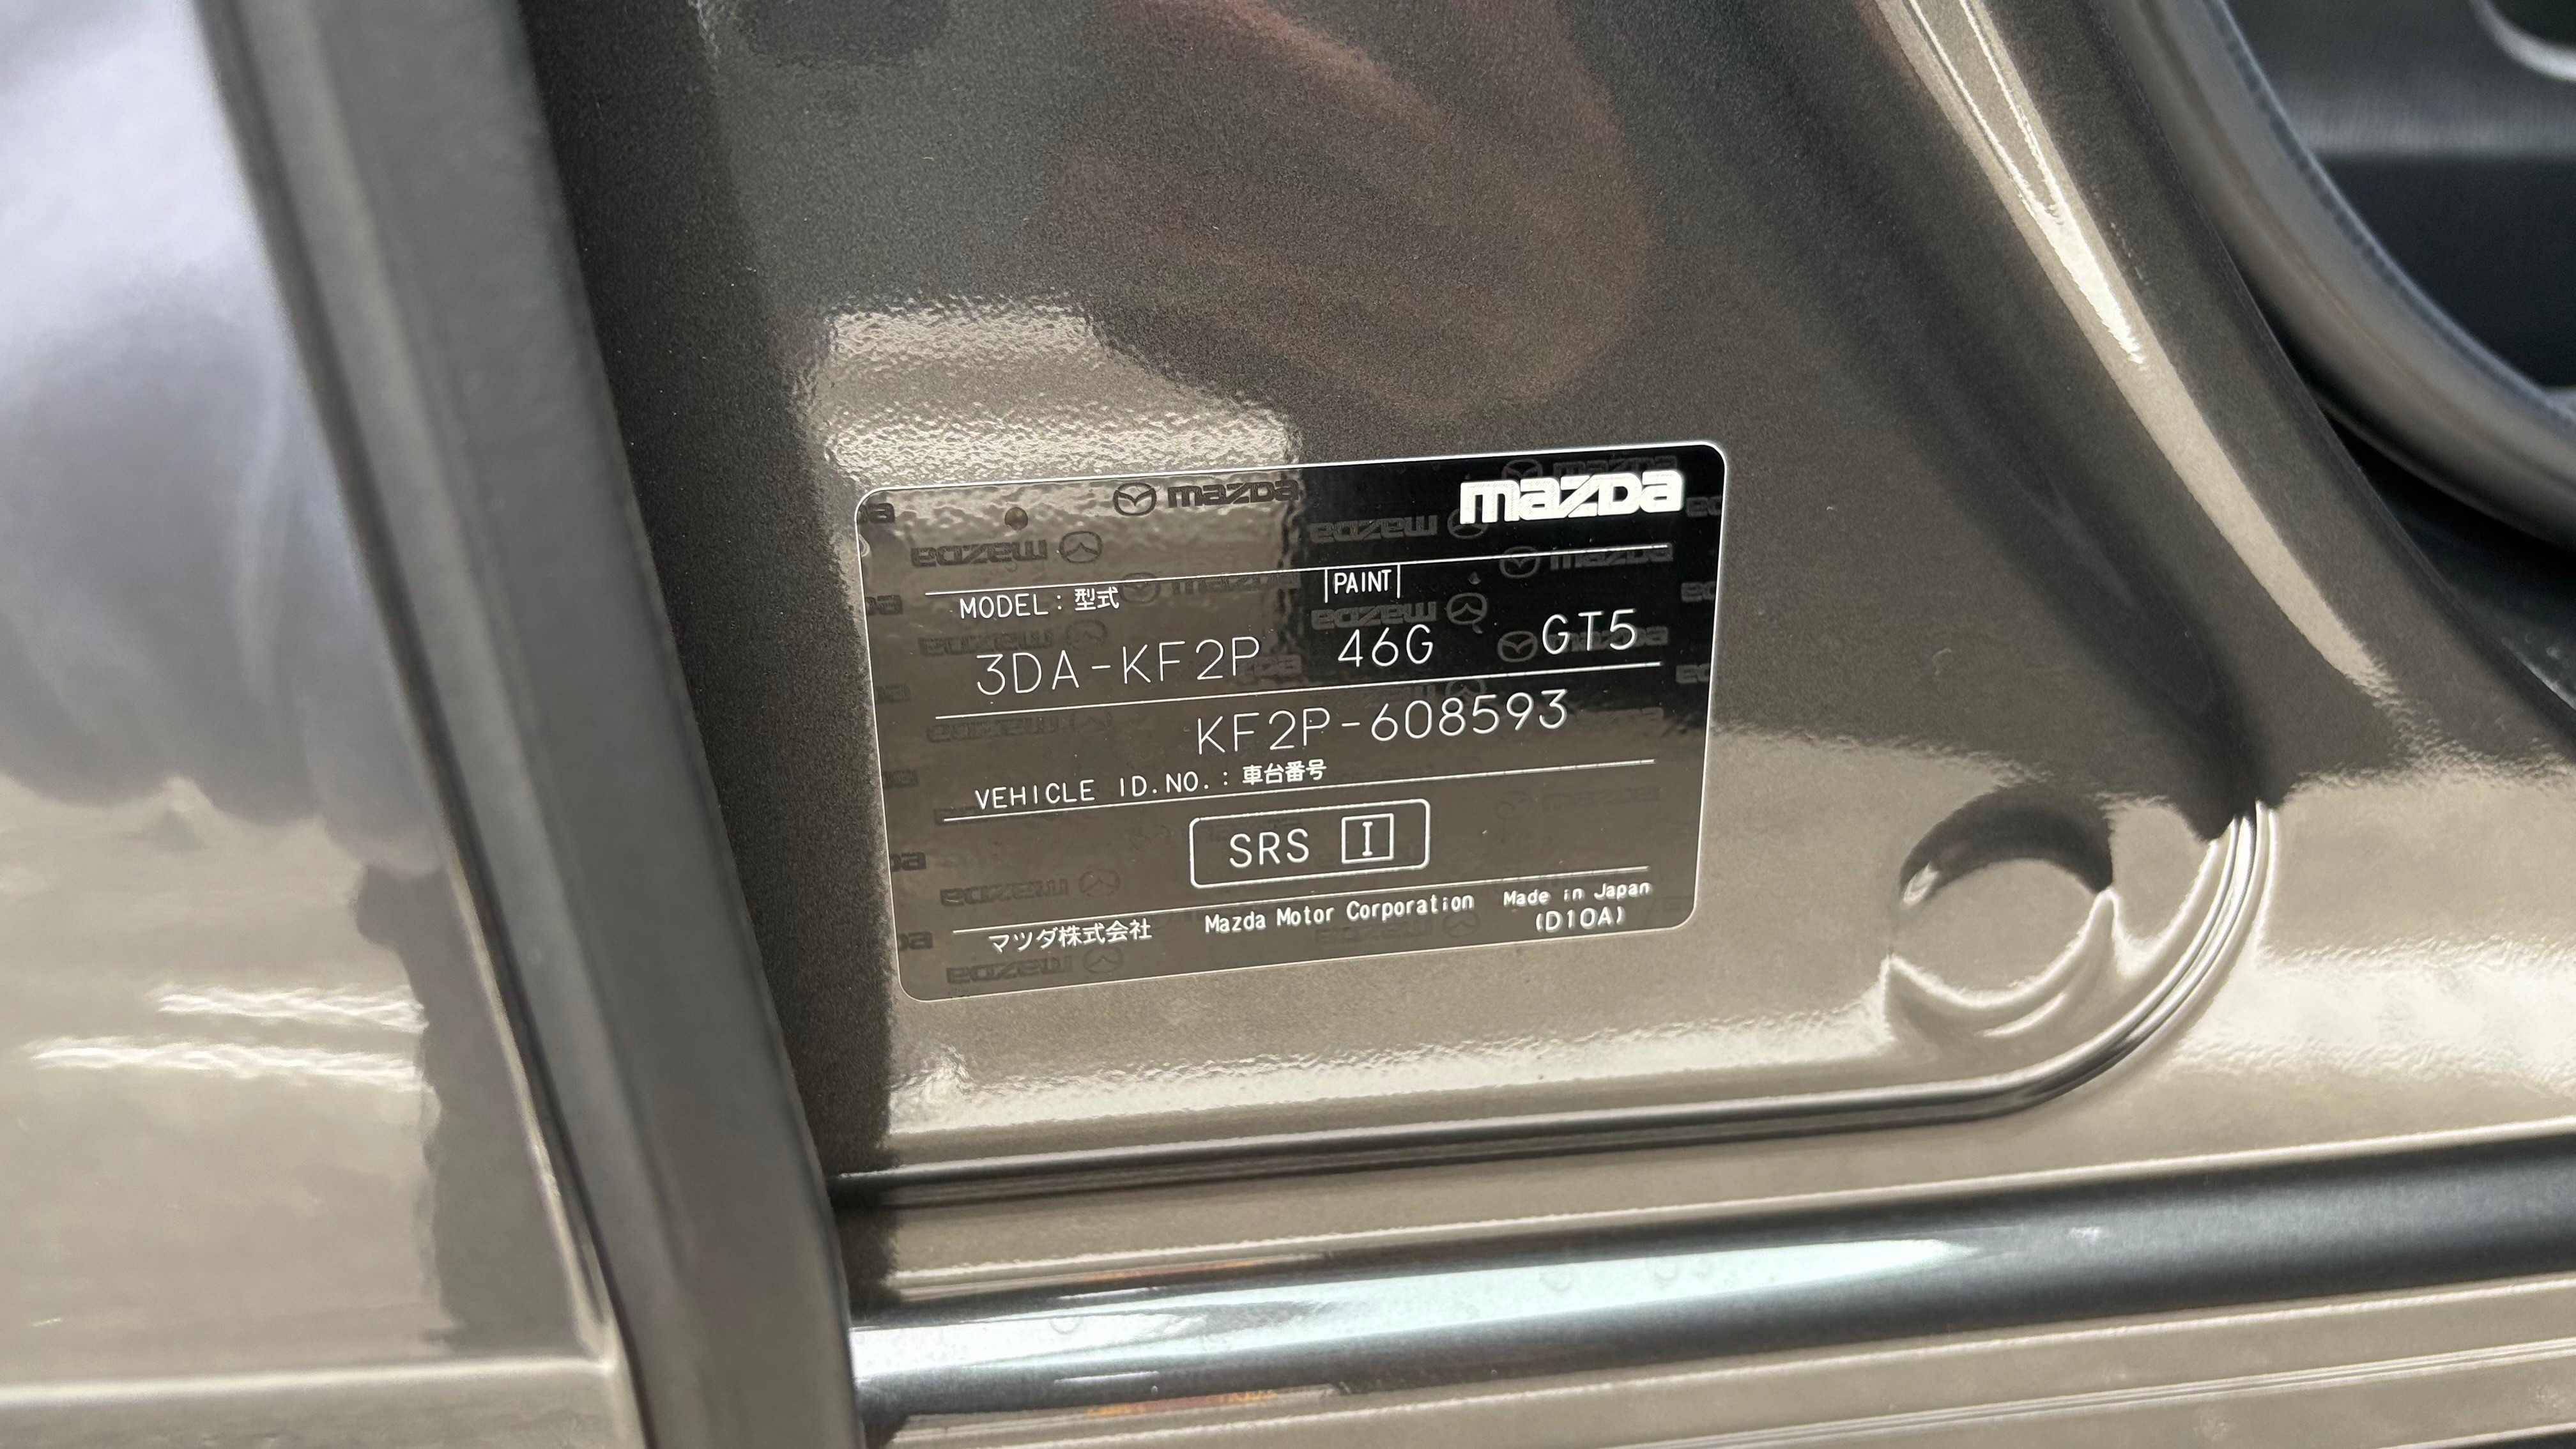 mazda
MODEL：型式 PAINT
3DA-KF2P 46G GT5
KF2P-608593
VEHICLE ID.NO.：車台番号
SRS I
マツダ株式会社 Mazda Motor Corporation Made in Japan
(D10A)